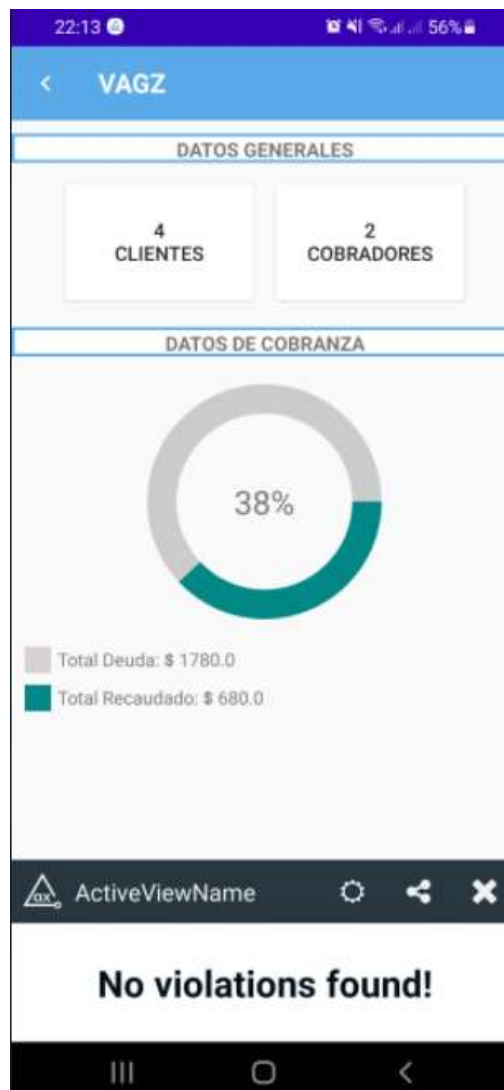 22:13
56%
VAGZ
DATOS GENERALES
4
CLIENTES
2
COBRADORES
DATOS DE COBRANZA
38%
Total Deuda: $ 1780.0
Total Recaudado: $ 680.0
ax
ActiveViewName
No violations found!